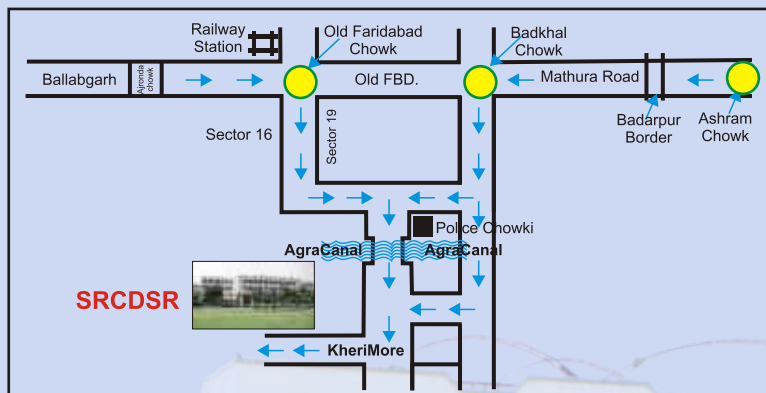 Railway
Station
Old Faridabad
Chowk
Badkhal
Chowk
Ballabgarh
Ajronda
chowk
Old FBD.
Mathura Road
Badarpur
Border
Ashram
Chowk
Sector 16
Sector 19
Police Chowki
AgraCanal
AgraCanal
SRCDSR
KheriMore